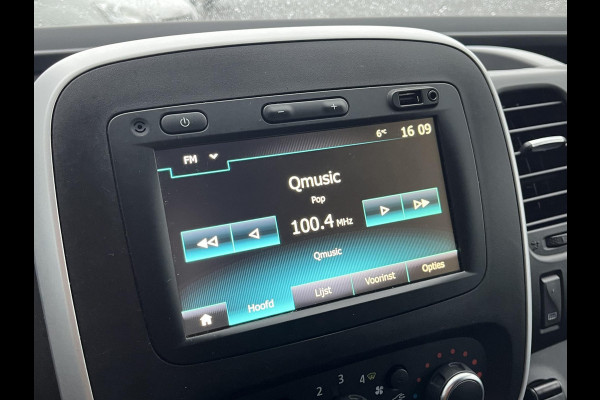 - +
6°C 16 09
FM
Qmusic
Pop
100.4 MHz
Qmusic
Hoofd Lijst Voorinst Opties
2 3 4